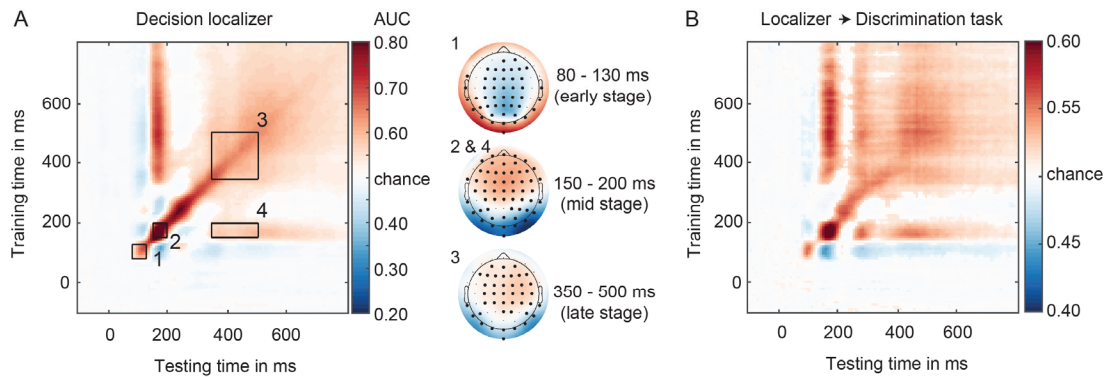 A
Decision localizer
AUC
0.80
0.70
0.60
chance
0.40
0.30
0.20
Training time in ms
600
400
200
0
0
200
400
600
Testing time in ms
1
2
3
4
1
80 - 130 ms
(early stage)
2 & 4
150 - 200 ms
(mid stage)
3
350 - 500 ms
(late stage)
B
Localizer ➔ Discrimination task
0.60
0.55
chance
0.45
0.40
Training time in ms
600
400
200
0
0
200
400
600
Testing time in ms